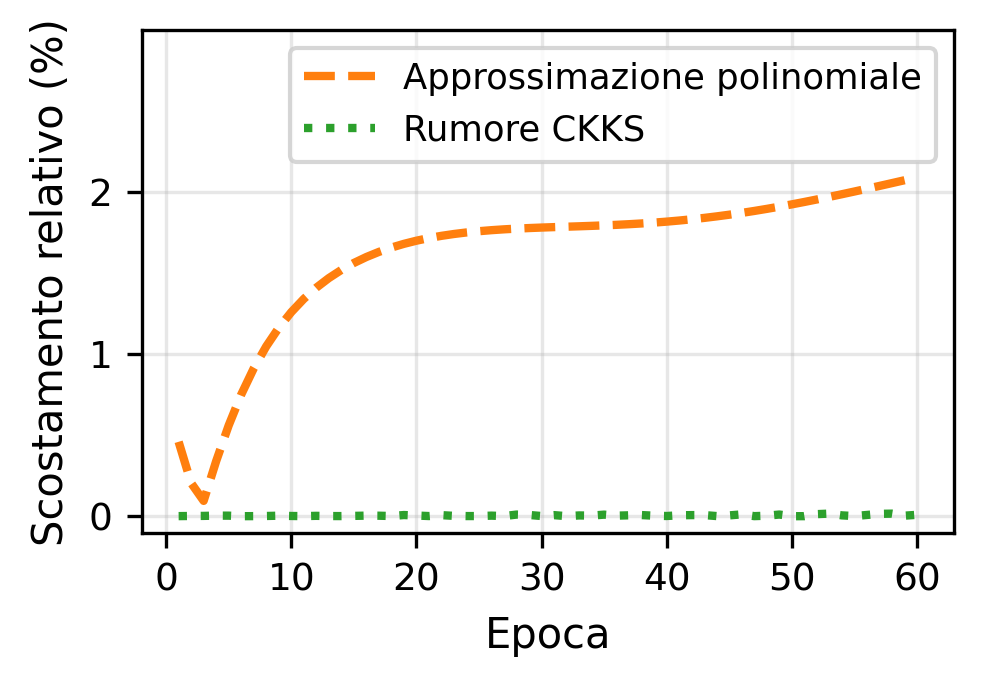 Scostamento relativo (%)
Approssimazione polinomiale
Rumore CKKS
2
1
0
0 10 20 30 40 50 60
Epoca